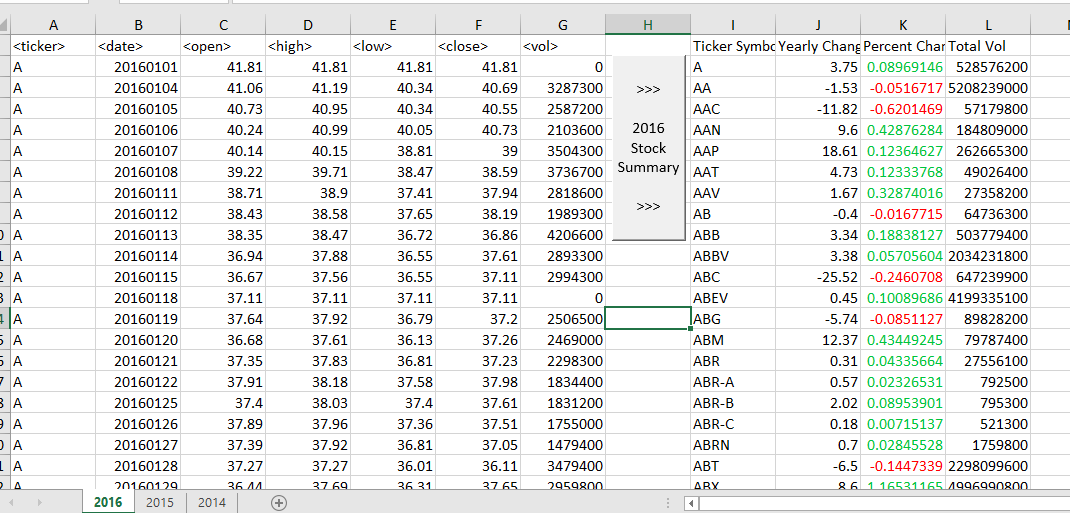 A B C D E F G H I J K L
<ticker> <date> <open> <high> <low> <close> <vol> Ticker Symbc Yearly Chang Percent Char Total Vol
A 20160101 41.81 41.81 41.81 41.81 0 A 3.75 0.08969146 528576200
A 20160104 41.06 41.19 40.34 40.69 3287300 >>> AA -1.53 -0.0516717 5208239000
A 20160105 40.73 40.95 40.34 40.55 2587200 AAC -11.82 -0.6201469 57179800
A 20160106 40.24 40.99 40.05 40.73 2103600 2016 AAN 9.6 0.42876284 184809000
A 20160107 40.14 40.15 38.81 39 3504300 Stock AAP 18.61 0.12364627 262665300
A 20160108 39.22 39.71 38.47 38.59 3736700 Summary AAT 4.73 0.12333768 49026400
A 20160111 38.71 38.9 37.41 37.94 2818600 AAV 1.67 0.32874016 27358200
A 20160112 38.43 38.58 37.65 38.19 1989300 >>> AB -0.4 -0.0167715 64736300
A 20160113 38.35 38.47 36.72 36.86 4206600 ABB 3.34 0.18838127 503779400
A 20160114 36.94 37.88 36.55 37.61 2893300 ABBV 3.38 0.05705604 2034231800
A 20160115 36.67 37.56 36.55 37.11 2994300 ABC -25.52 -0.2460708 647239900
A 20160118 37.11 37.11 37.11 37.11 0 ABEV 0.45 0.10089686 4199335100
A 20160119 37.64 37.92 36.79 37.2 2506500 ABG -5.74 -0.0851127 89828200
A 20160120 36.68 37.61 36.13 37.26 2469000 ABM 12.37 0.43449245 79787400
A 20160121 37.35 37.83 36.81 37.23 2298300 ABR 0.31 0.04335664 27556100
A 20160122 37.91 38.18 37.58 37.98 1834400 ABR-A 0.57 0.02326531 792500
A 20160125 37.4 38.03 37.4 37.61 1831200 ABR-B 2.02 0.08953901 795300
A 20160126 37.89 37.96 37.36 37.51 1755000 ABR-C 0.18 0.00715137 521300
A 20160127 37.39 37.92 36.81 37.05 1479400 ABRN 0.7 0.02845528 1759800
A 20160128 37.27 37.27 36.01 36.11 3479400 ABT -6.5 -0.1447339 2298099600
A 20160129 36.44 37.69 36.31 37.65 2959800 ABX 8.6 1.16531165 4996990800
2016 2015 2014